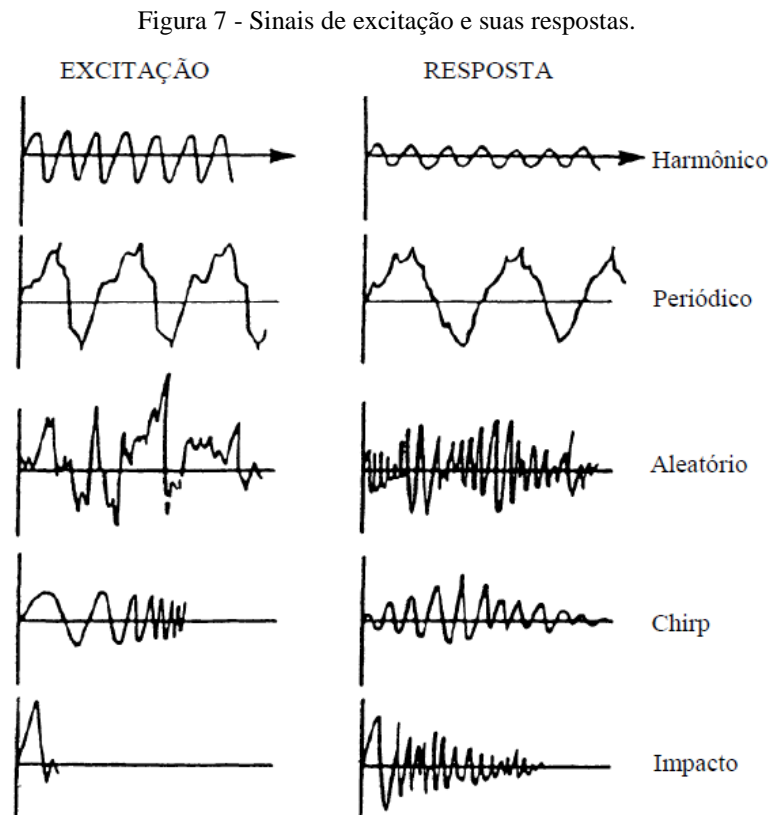 Figura 7 - Sinais de excitação e suas respostas.
EXCITAÇÃO
RESPOSTA
Harmônico
Periódico
Aleatório
Chirp
Impacto